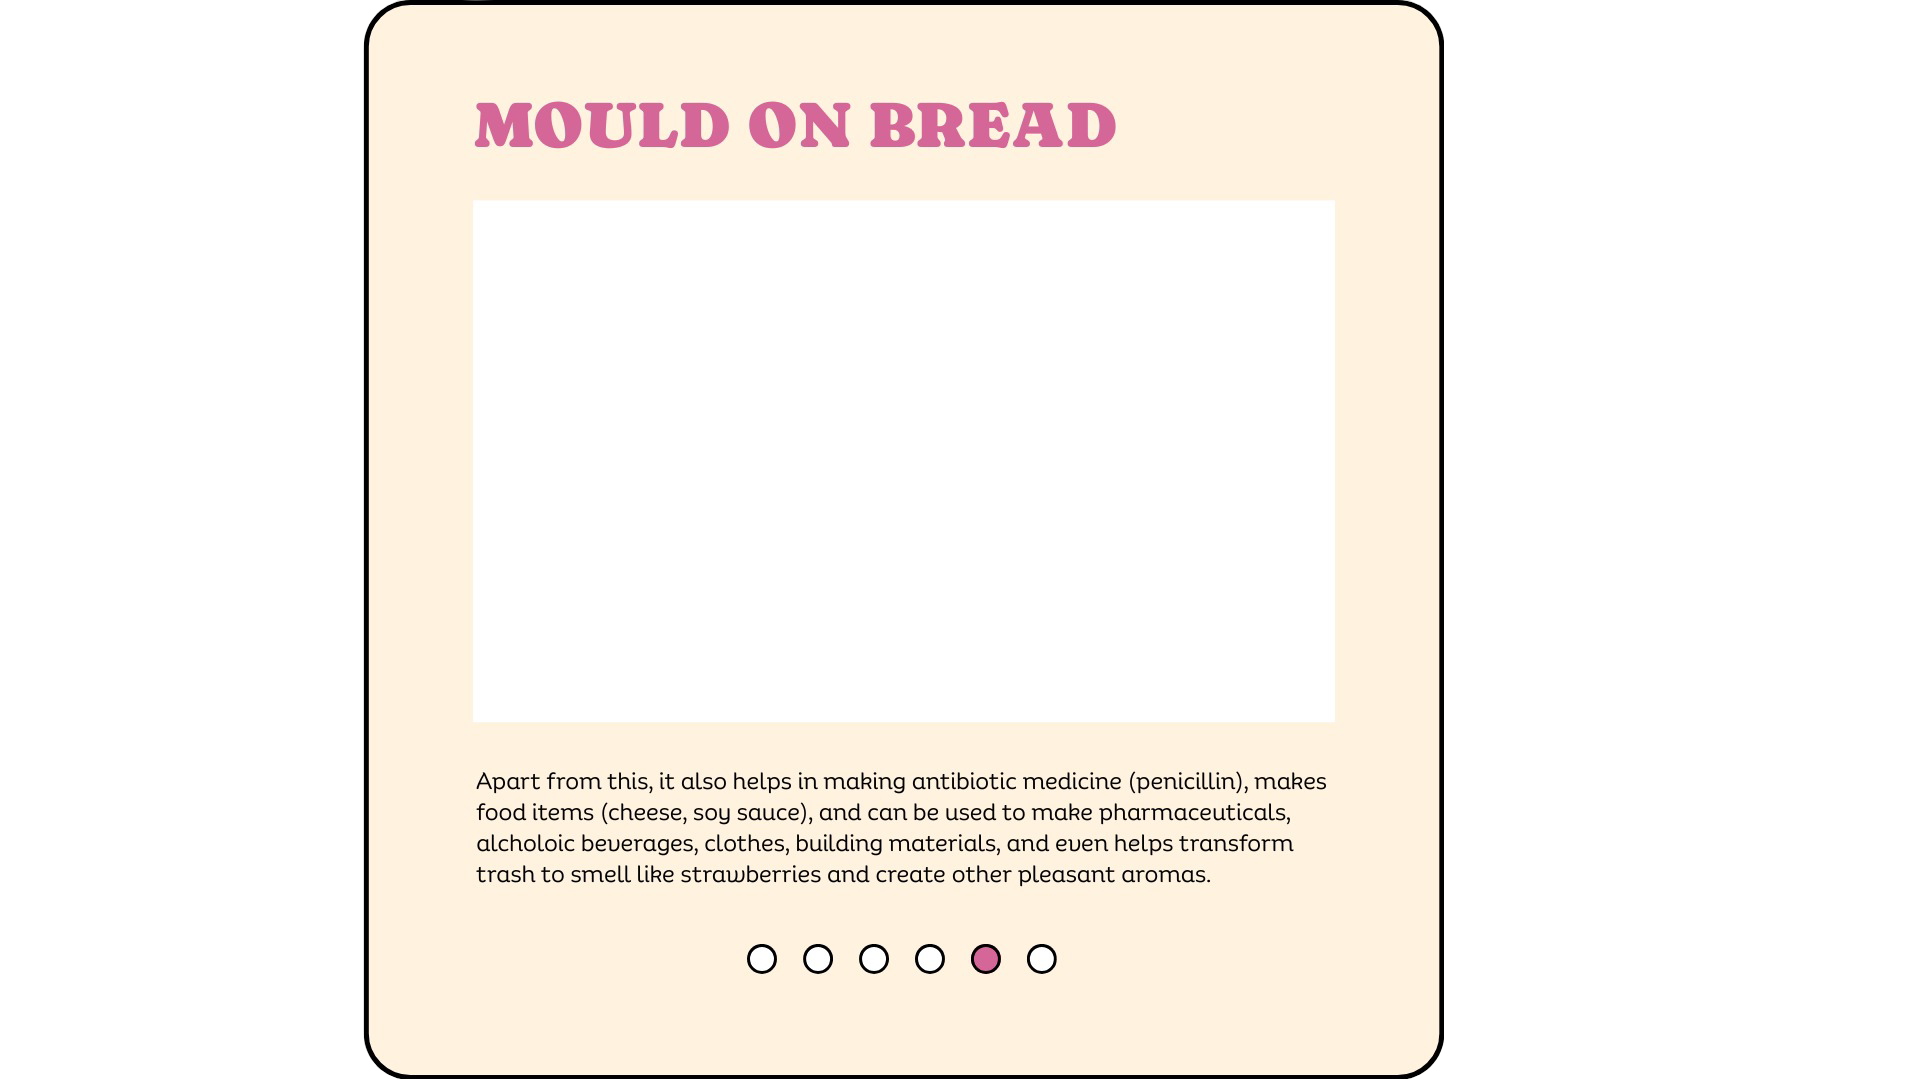 MOULD ON BREAD
Apart from this, it also helps in making antibiotic medicine (penicillin), makes
food items (cheese, soy sauce), and can be used to make pharmaceuticals,
alcholoic beverages, clothes, building materials, and even helps transform
trash to smell like strawberries and create other pleasant aromas.